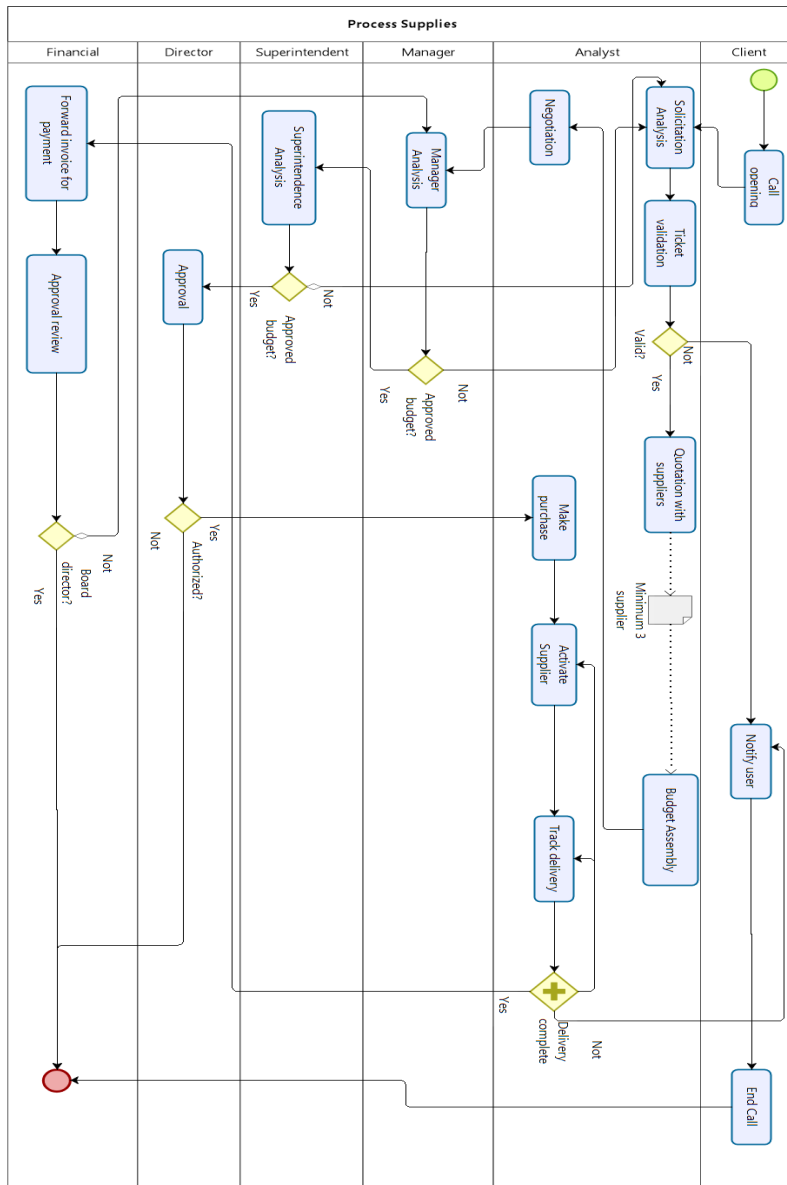 Process Supplies
Financial
Director
Superintendent
Manager
Analyst
Client
Call
opening
Solicitation
Analysis
Ticket
validation
Not
Valid?
Yes
Quotation with
suppliers
Minimum 3
supplier
Budget Assembly
Notify user
End Call
Negotiation
Make
purchase
Activate
Supplier
Track delivery
Delivery
complete
Not
Yes
Manager
Analysis
Not
Approved
budget?
Yes
Superintendence
Analysis
Not
Approved
budget?
Yes
Approval
Yes
Authorized?
Not
Forward invoice for
payment
Approval review
Not
Board
director?
Yes